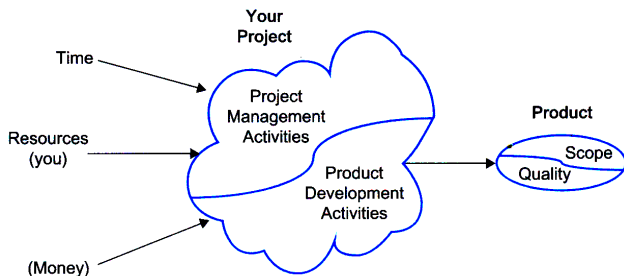 Your
Project
Time
Project
Management
Activities
Resources
(you)
Product
Development
Activities
(Money)
Product
Scope
Quality